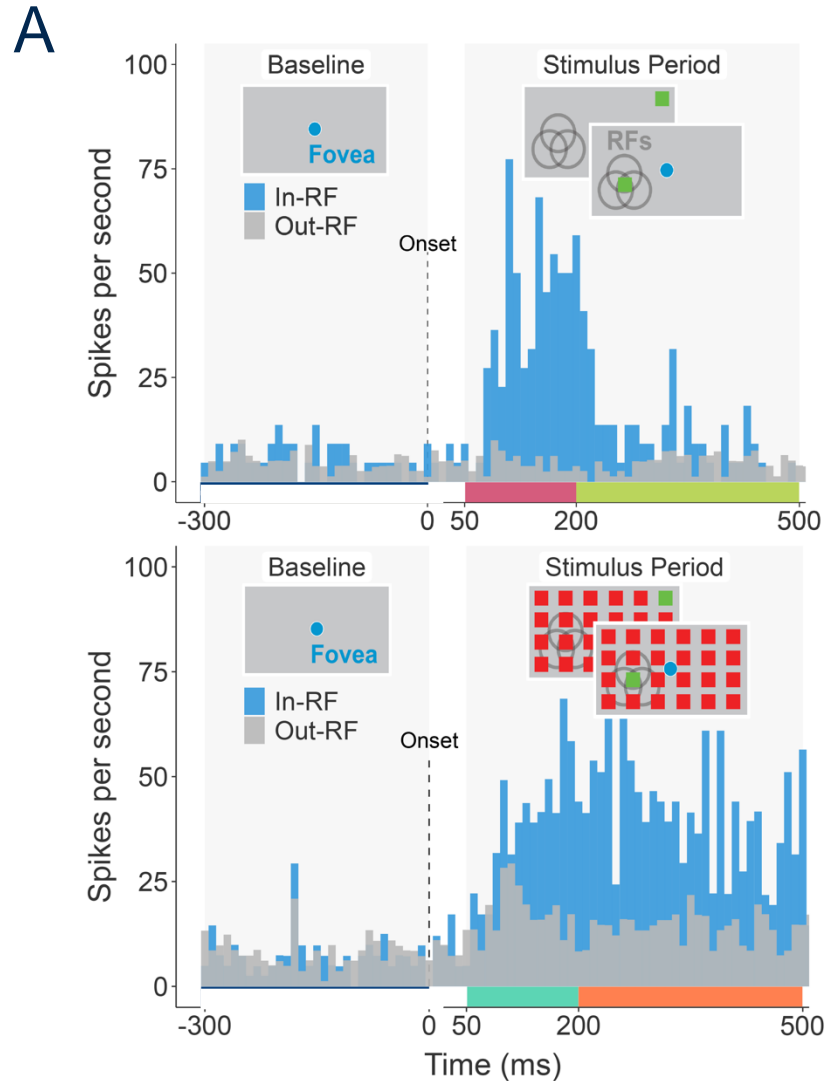 A
Baseline
Stimulus Period
Fovea
RFs
In-RF
Out-RF
Onset
Spikes per second
100
75
50
25
0
-300
0
50
200
500
Baseline
Stimulus Period
Fovea
In-RF
Out-RF
Onset
Spikes per second
100
75
50
25
0
-300
0
50
200
500
Time (ms)